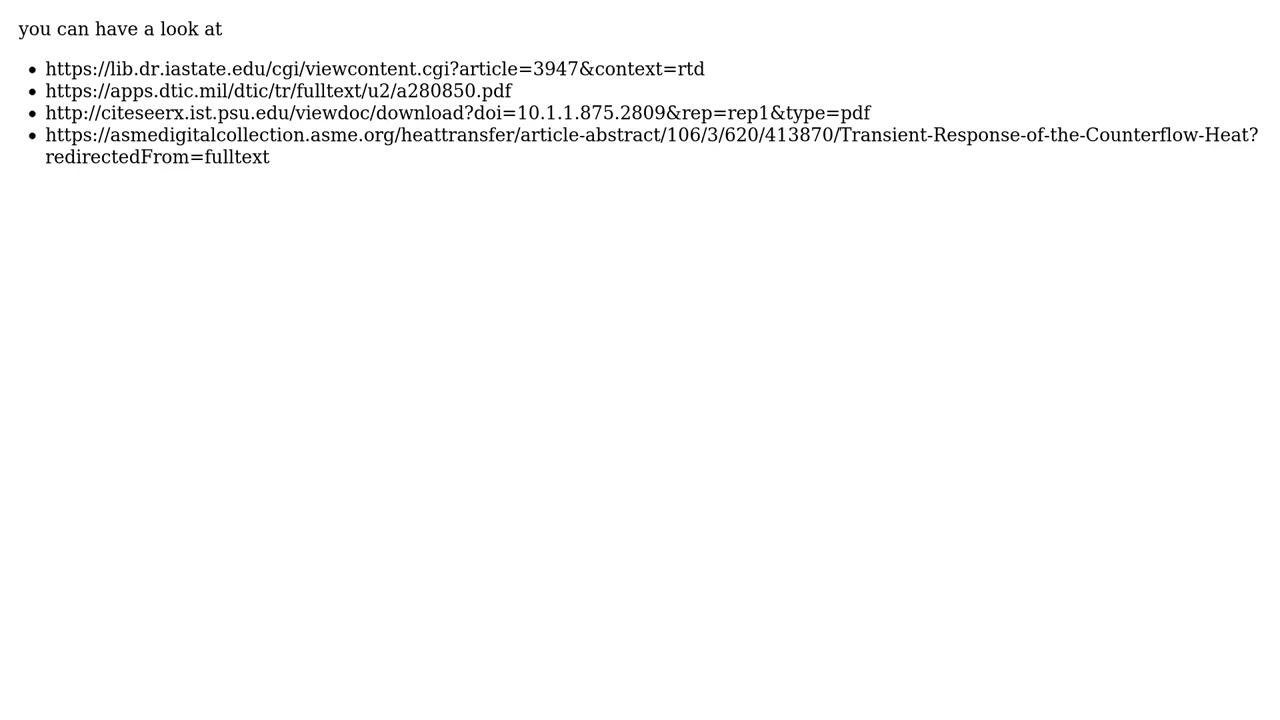 you can have a look at
• https://lib.dr.iastate.edu/cgi/viewcontent.cgi?article=3947&context=rtd
• https://apps.dtic.mil/dtic/tr/fulltext/u2/a280850.pdf
• http://citeseerx.ist.psu.edu/viewdoc/download?doi=10.1.1.875.2809&rep=rep1&type=pdf
• https://asmedigitalcollection.asme.org/heattransfer/article-abstract/106/3/620/413870/Transient-Response-of-the-Counterflow-Heat?
redirectedFrom=fulltext